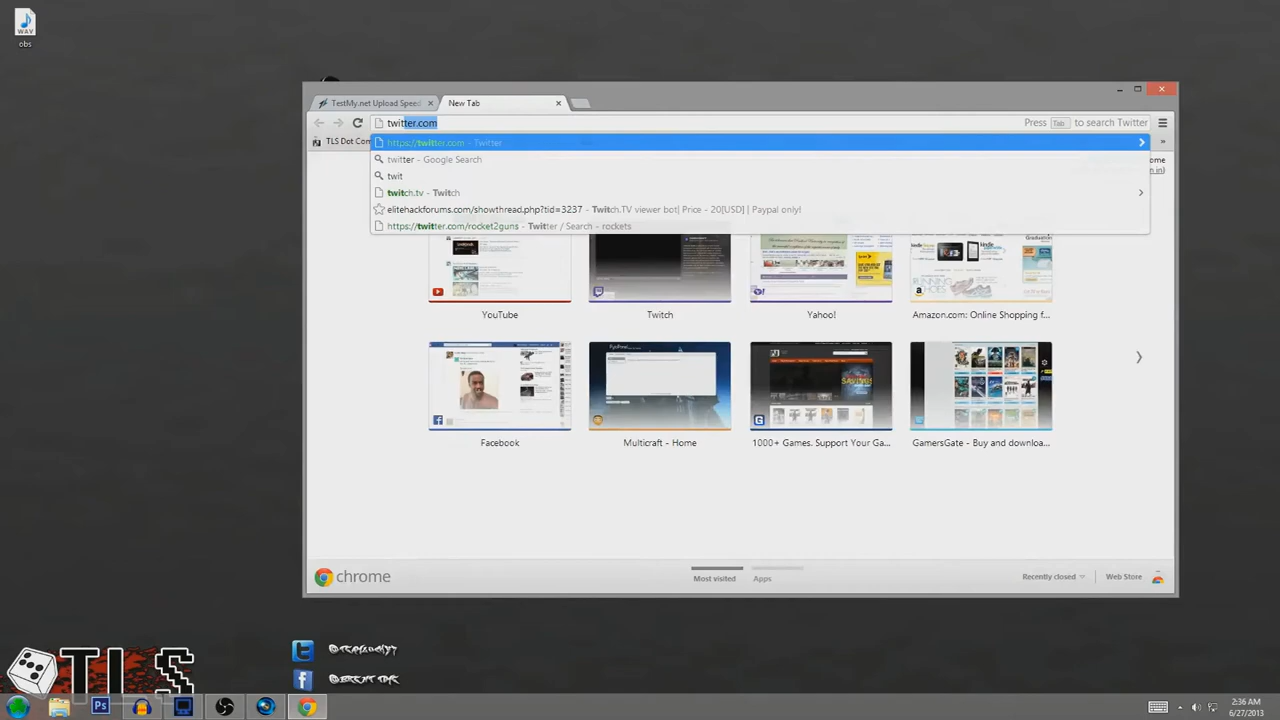 obs
TestMy.net Upload Speed
New Tab
twitter.com
Press Tab to search Twitter
TLS Dot Com
https://twitter.com - Twitter
twitter - Google Search
twit
twitch.tv - Twitch
elitehackforums.com/showthread.php?tid=3237 - Twitch.TV viewer bot| Price - 20[USD] | Paypal only!
https://twitter.com/rocket2guns - Twitter / Search - rockets
YouTube
Twitch
Yahoo!
Amazon.com: Online Shopping f...
Facebook
Multicraft - Home
1000+ Games. Support Your Ga...
GamersGate - Buy and downloa...
chrome
Most visited
Apps
Recently closed
Web Store
TLS
Ps
2:36 AM
6/27/2013